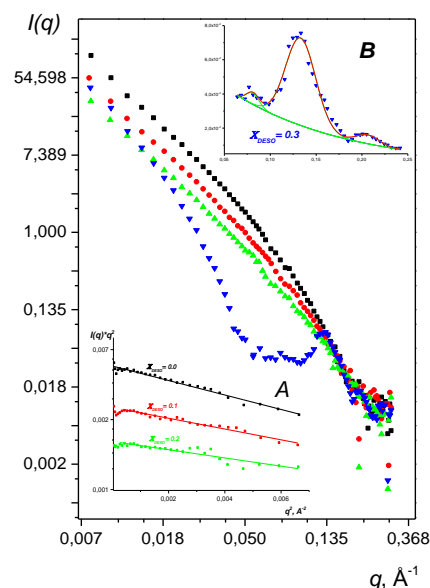 I(q)
54,598
7,389
1,000
0,135
0,018
0,002
0,007
0,018
0,050
0,135
0,368
q, Å⁻¹
B
X_DESO = 0.3
0,05
0,10
0,15
0,20
0,25
A
I(q)*q²
0,007
0,002
0,001
X = 0.0
X = 0.1
X = 0.2
0,002
0,004
0,006
q², A⁻²